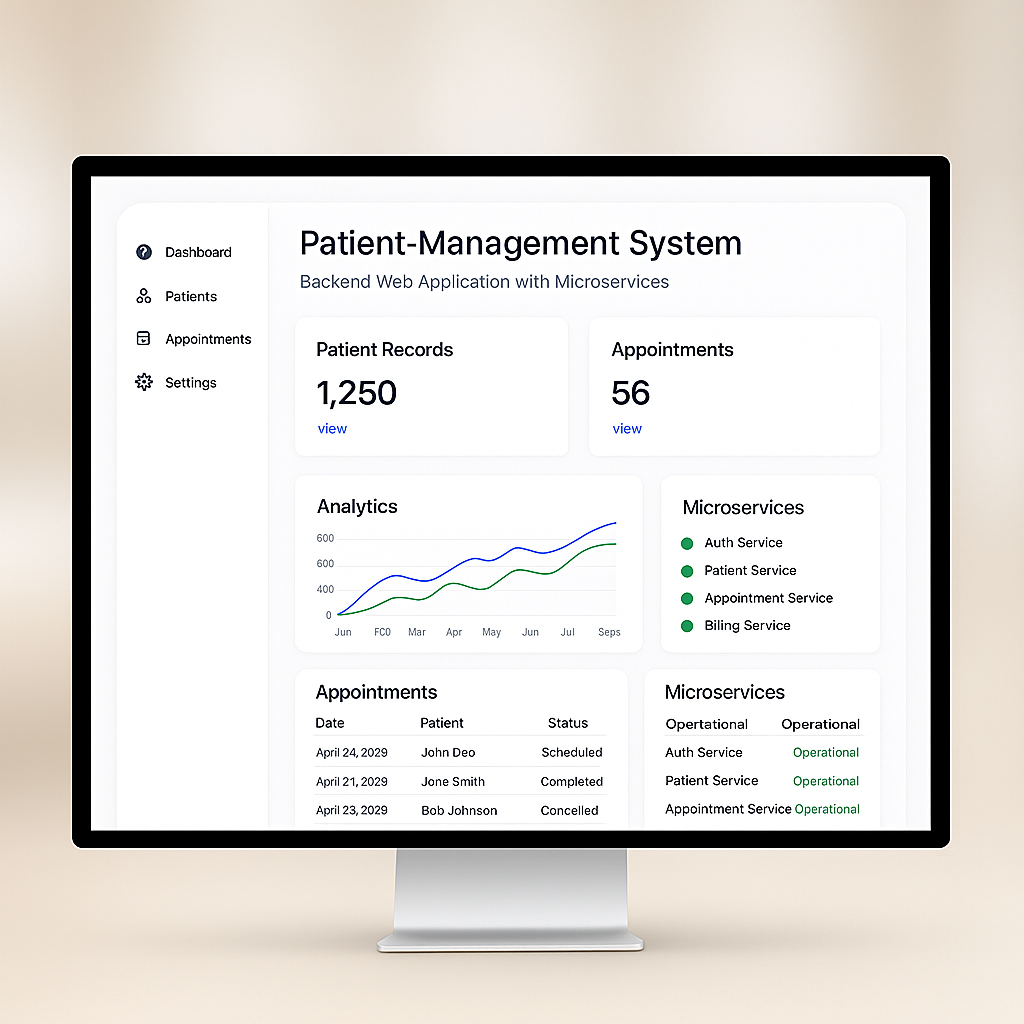 Dashboard
Patients
Appointments
Settings
Patient-Management System
Backend Web Application with Microservices
Patient Records
1,250
view
Appointments
56
view
Analytics
600
600
400
0
Jun FC0 Mar Apr May Jun Jul Seps
Microservices
Auth Service
Patient Service
Appointment Service
Biling Service
Appointments
Date Patient Status
April 24, 2029 John Deo Scheduled
April 21, 2029 Jone Smith Completed
April 23, 2029 Bob Johnson Cancelled
Microservices
Opertational Operational
Auth Service Operational
Patient Service Operational
Appointment Service Operational